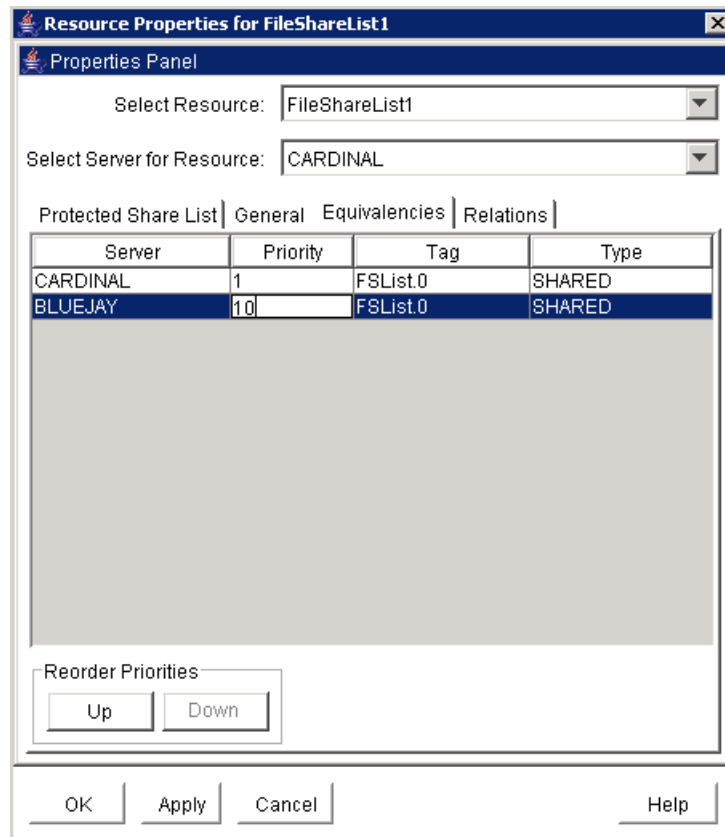 Resource Properties for FileShareList1
Properties Panel
Select Resource: FileShareList1
Select Server for Resource: CARDINAL
Protected Share List General Equivalencies Relations
Server Priority Tag Type
CARDINAL 1 FSList.0 SHARED
BLUEJAY 10 FSList.0 SHARED
Reorder Priorities
Up Down
OK Apply Cancel Help